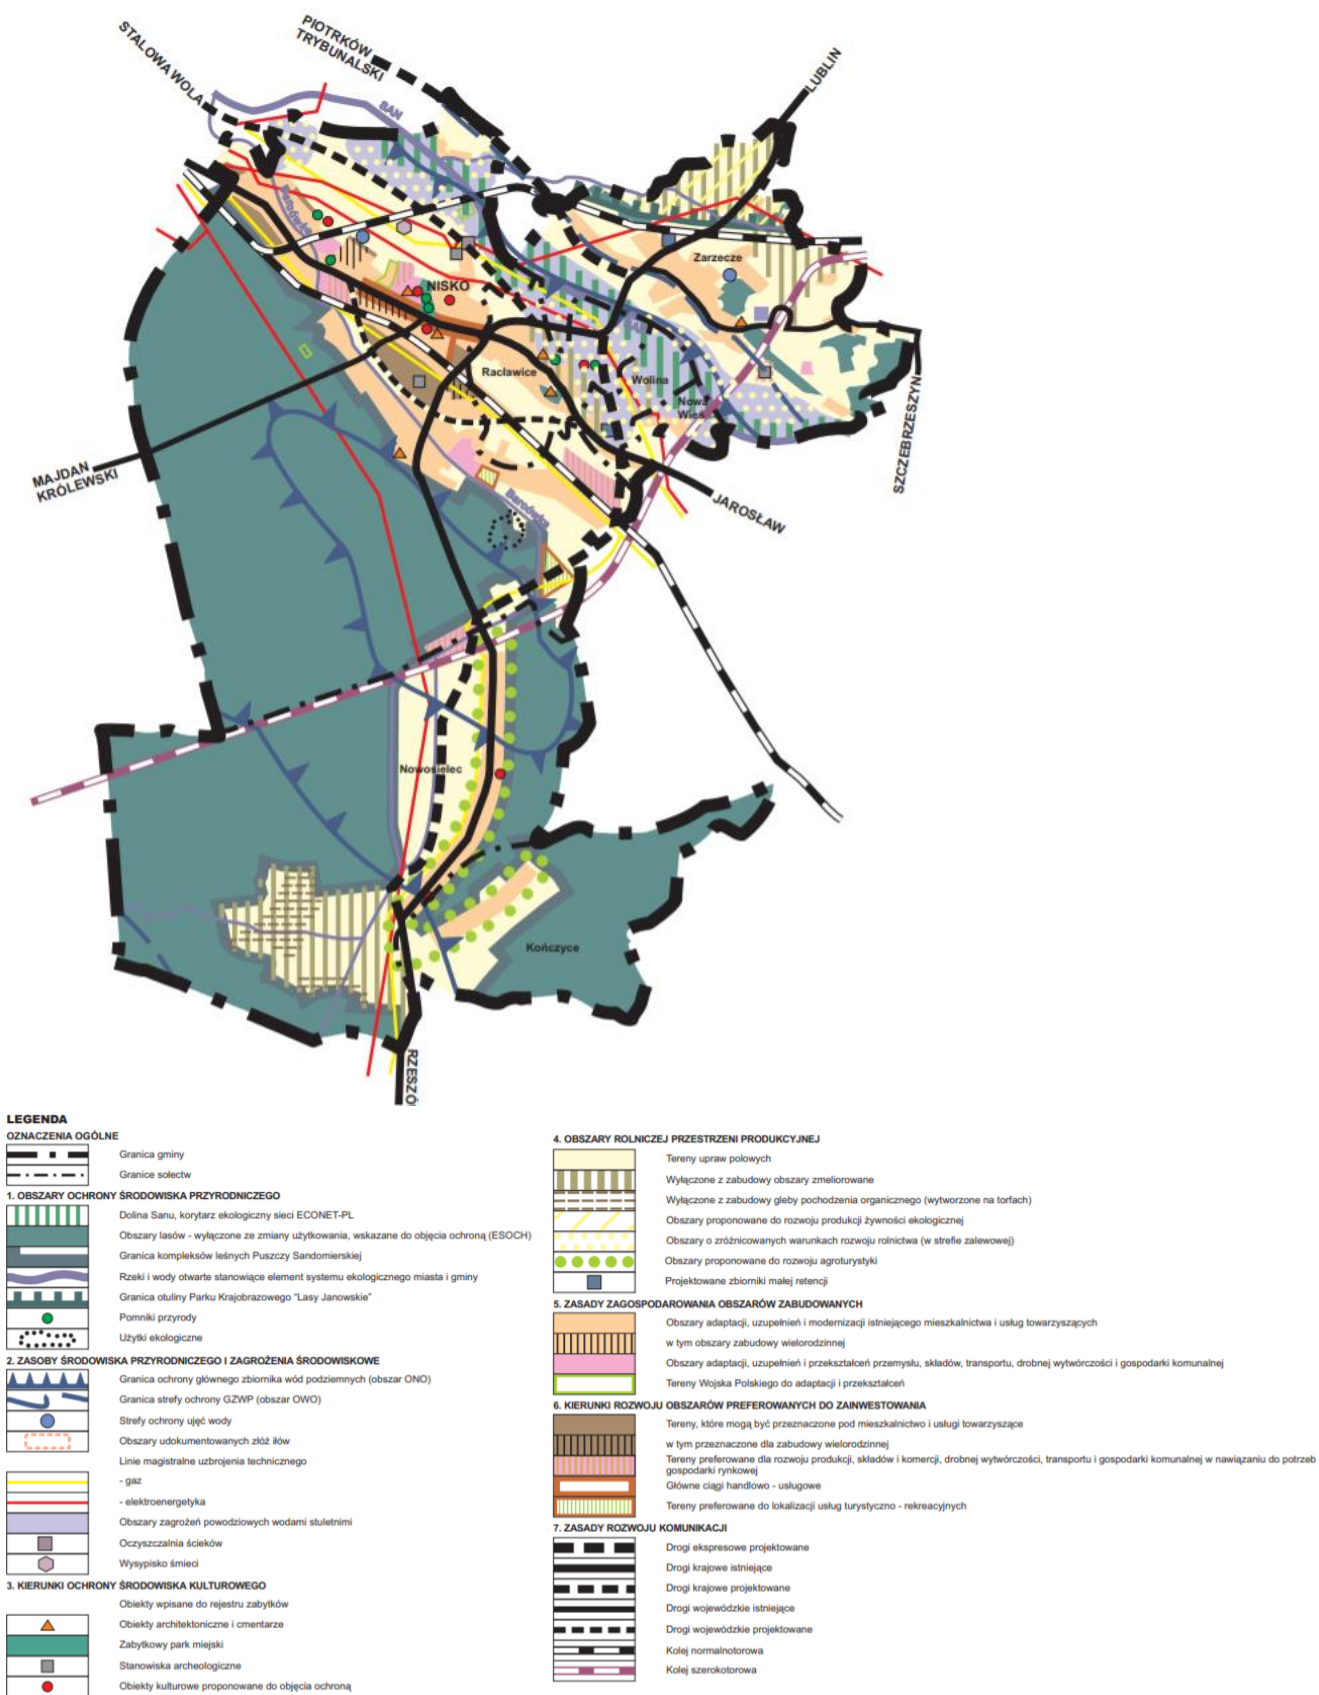 STALOWA WOLA
PIOTRKÓW
TRYBUNALSKI
LUBLIN
SAN
Barówka
Zarzecze
NISKO
Racławice
Wolina
Nowa
Wieś
SZCZEBRZESZYN
MAJDAN
KRÓLEWSKI
JAROSŁAW
Barówka
Nowosielec
Kończyce
RZESZÓ
LEGENDA
OZNACZENIA OGÓLNE
Granica gminy
Granice sołectw
1. OBSZARY OCHRONY ŚRODOWISKA PRZYRODNICZEGO
Dolina Sanu, korytarz ekologiczny sieci ECONET-PL
Obszary lasów - wyłączone ze zmiany użytkowania, wskazane do objęcia ochroną (ESOCH)
Granica kompleksów leśnych Puszczy Sandomierskiej
Rzeki i wody otwarte stanowiące element systemu ekologicznego miasta i gminy
Granica otuliny Parku Krajobrazowego "Lasy Janowskie"
Pomniki przyrody
Użytki ekologiczne
2. ZASOBY ŚRODOWISKA PRZYRODNICZEGO I ZAGROŻENIA ŚRODOWISKOWE
Granica ochrony głównego zbiornika wód podziemnych (obszar ONO)
Granica strefy ochrony GZWP (obszar OWO)
Strefy ochrony ujęć wody
Obszary udokumentowanych złóż iłów
Linie magistralne uzbrojenia technicznego
- gaz
- elektroenergetyka
Obszary zagrożeń powodziowych wodami stuletnimi
Oczyszczalnia ścieków
Wysypisko śmieci
3. KIERUNKI OCHRONY ŚRODOWISKA KULTUROWEGO
Obiekty wpisane do rejestru zabytków
Obiekty architektoniczne i cmentarze
Zabytkowy park miejski
Stanowiska archeologiczne
Obiekty kulturowe proponowane do objęcia ochroną
4. OBSZARY ROLNICZEJ PRZESTRZENI PRODUKCYJNEJ
Tereny upraw polowych
Wyłączone z zabudowy obszary zmeliorowane
Wyłączone z zabudowy gleby pochodzenia organicznego (wytworzone na torfach)
Obszary proponowane do rozwoju produkcji żywności ekologicznej
Obszary o zróżnicowanych warunkach rozwoju rolnictwa (w strefie zalewowej)
Obszary proponowane do rozwoju agroturystyki
Projektowane zbiorniki małej retencji
5. ZASADY ZAGOSPODAROWANIA OBSZARÓW ZABUDOWANYCH
Obszary adaptacji, uzupełnień i modernizacji istniejącego mieszkalnictwa i usług towarzyszących
w tym obszary zabudowy wielorodzinnej
Obszary adaptacji, uzupełnień i przekształceń przemysłu, składów, transportu, drobnej wytwórczości i gospodarki komunalnej
Tereny Wojska Polskiego do adaptacji i przekształceń
6. KIERUNKI ROZWOJU OBSZARÓW PREFEROWANYCH DO ZAINWESTOWANIA
Tereny, które mogą być przeznaczone pod mieszkalnictwo i usługi towarzyszące
w tym przeznaczone dla zabudowy wielorodzinnej
Tereny preferowane dla rozwoju produkcji, składów i komercji, drobnej wytwórczości, transportu i gospodarki komunalnej w nawiązaniu do potrzeb
gospodarki rynkowej
Główne ciągi handlowo - usługowe
Tereny preferowane do lokalizacji usług turystyczno - rekreacyjnych
7. ZASADY ROZWOJU KOMUNIKACJI
Drogi ekspresowe projektowane
Drogi krajowe istniejące
Drogi krajowe projektowane
Drogi wojewódzkie istniejące
Drogi wojewódzkie projektowane
Kolej normalnotorowa
Kolej szerokotorowa